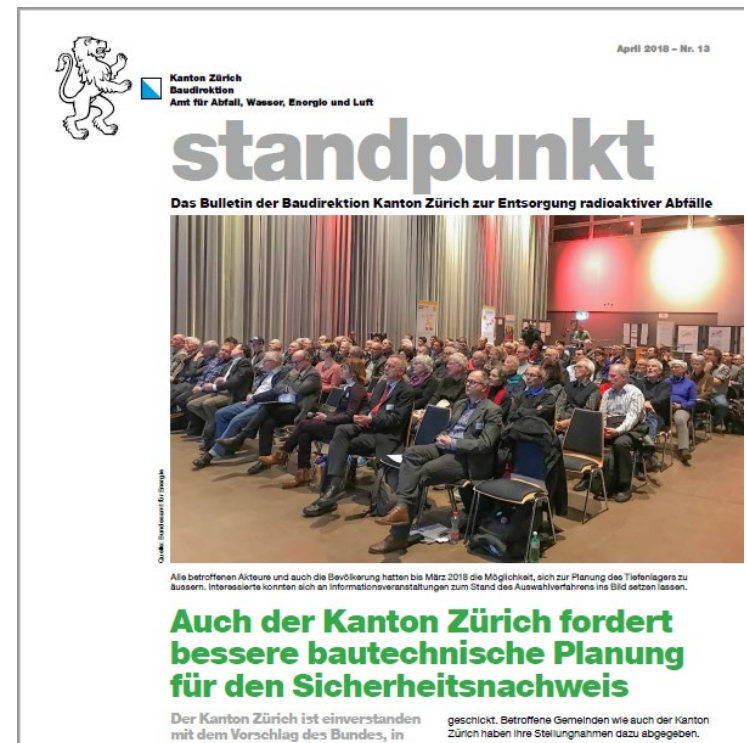 April 2018 – Nr. 13
Kanton Zürich
Baudirektion
Amt für Abfall, Wasser, Energie und Luft
standpunkt
Das Bulletin der Baudirektion Kanton Zürich zur Entsorgung radioaktiver Abfälle
Quelle: Bundesamt für Energie
Alle betroffenen Akteure und auch die Bevölkerung hatten bis März 2018 die Möglichkeit, sich zur Planung des Tiefenlagers zu
äussern. Interessierte konnten sich an Informationsveranstaltungen zum Stand des Auswahlverfahrens ins Bild setzen lassen.
Auch der Kanton Zürich fordert
bessere bautechnische Planung
für den Sicherheitsnachweis
Der Kanton Zürich ist einverstanden
mit dem Vorschlag des Bundes, in
geschickt. Betroffene Gemeinden wie auch der Kanton
Zürich haben ihre Stellungnahmen dazu abgegeben.